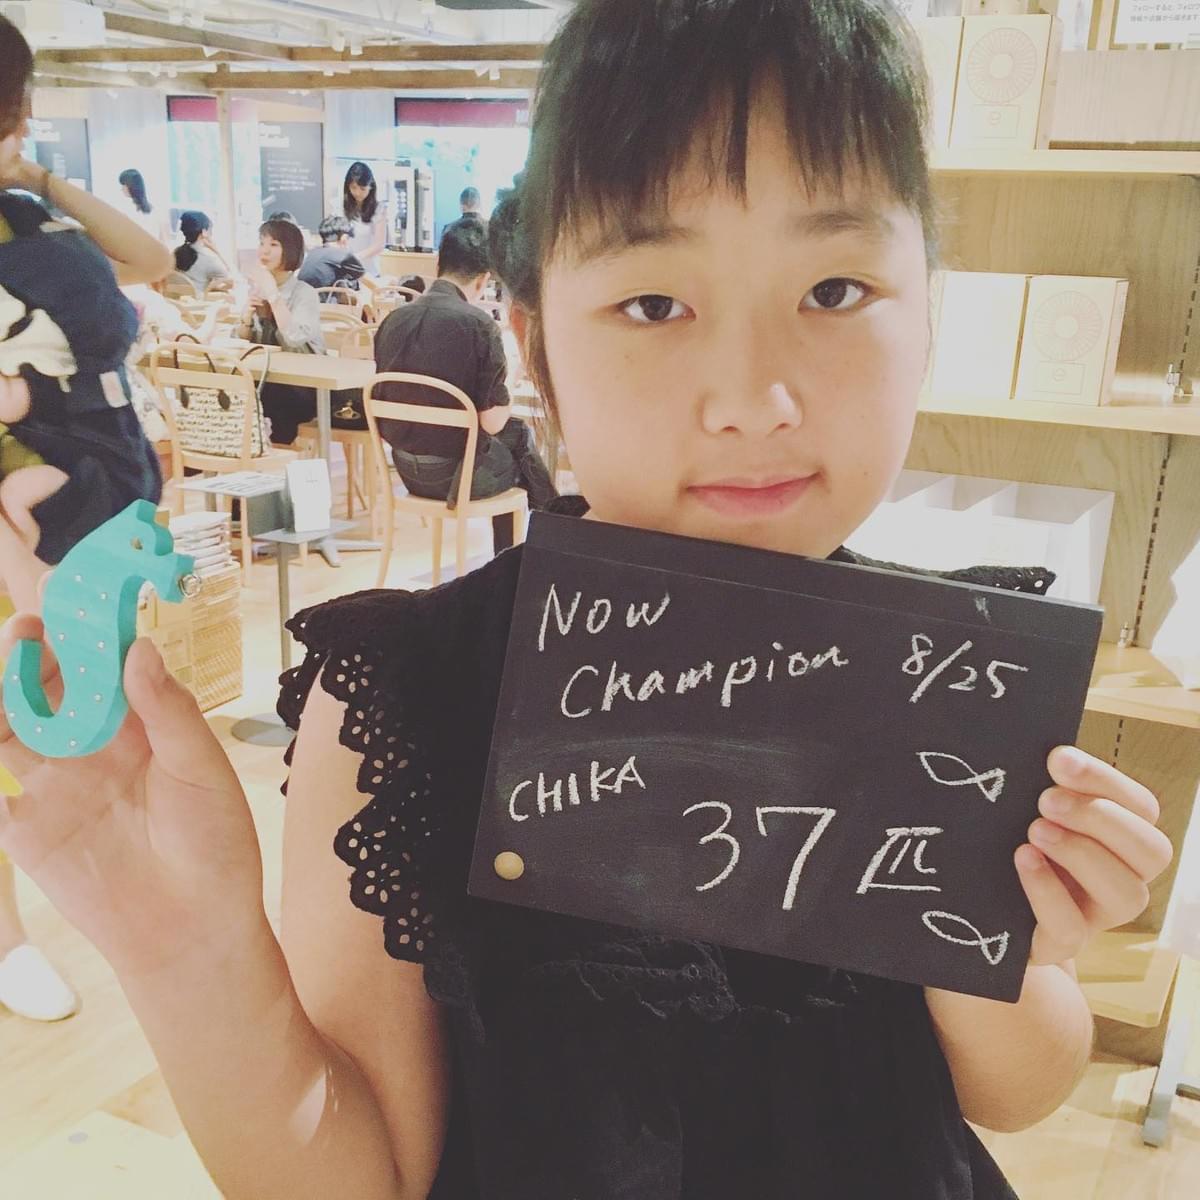 Now
Champion 8/25
CHIKA
37匹